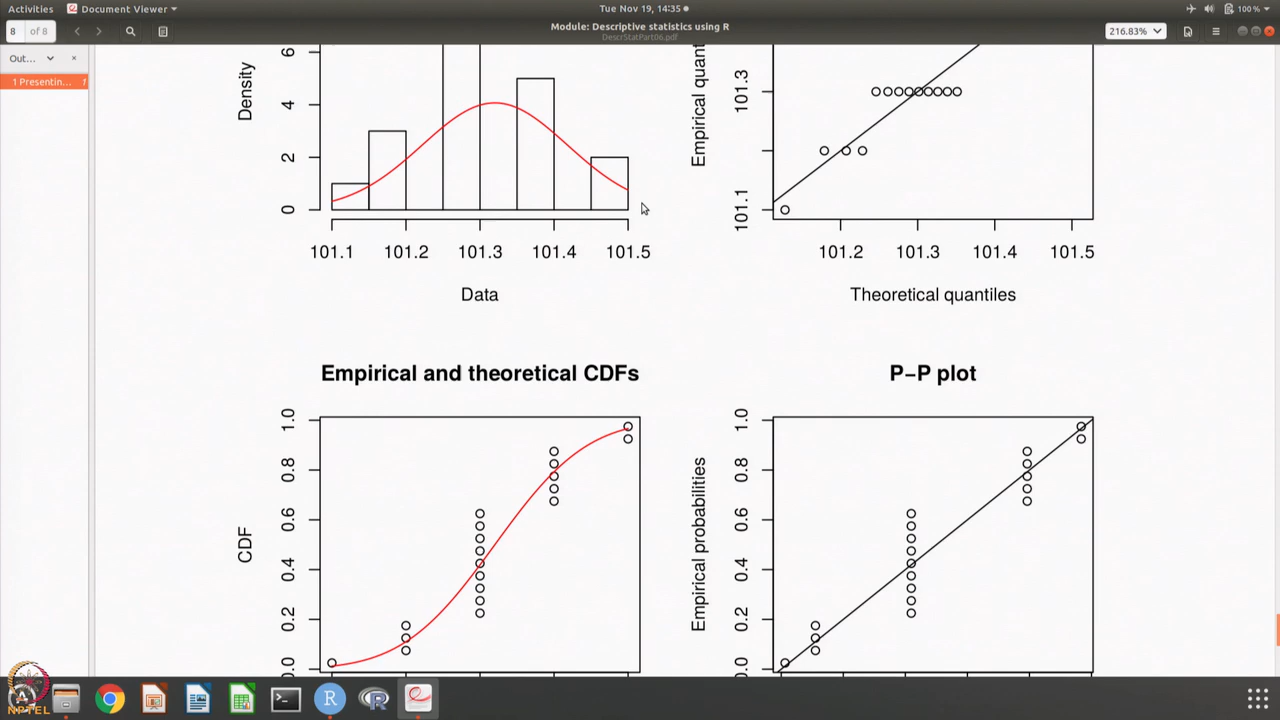 Activities
Document Viewer
Tue Nov 19, 14:35
100 %
8 of 8
Module: Descriptive statistics using R
DescrStatPart06.pdf
216.83%
Out...
1 Presentin... 1
Density
6
4
2
0
101.1 101.2 101.3 101.4 101.5
Data
Empirical quant
101.3
101.1
101.2 101.3 101.4 101.5
Theoretical quantiles
Empirical and theoretical CDFs
CDF
1.0
0.8
0.6
0.4
0.2
0.0
P−P plot
Empirical probabilities
1.0
0.8
0.6
0.4
0.2
0.0
NPTEL